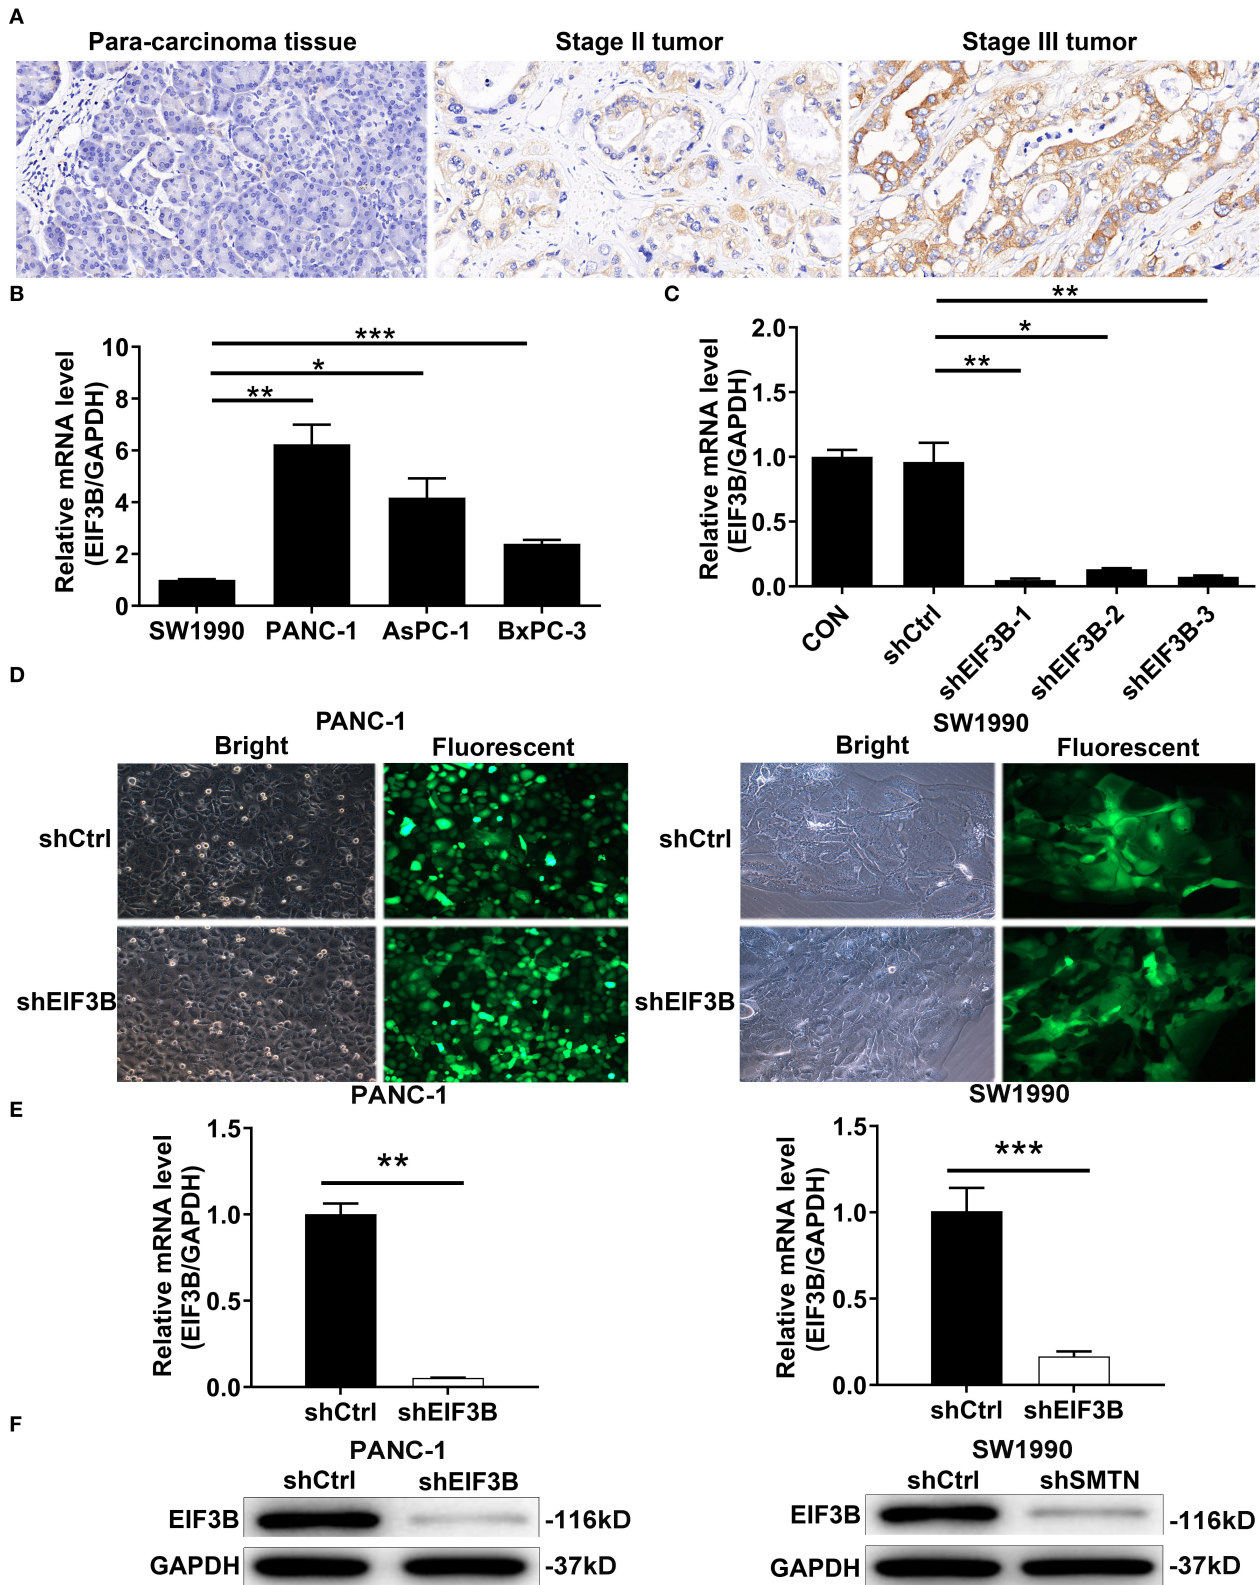 A
Para-carcinoma tissue
Stage II tumor
Stage III tumor
B
Relative mRNA level
(EIF3B/GAPDH)
10
8
6
4
2
0
***
*
**
SW1990
PANC-1
AsPC-1
BxPC-3
C
Relative mRNA level
(EIF3B/GAPDH)
2.0
1.5
1.0
0.5
0.0
**
*
**
CON
shCtrl
shEIF3B-1
shEIF3B-2
shEIF3B-3
D
PANC-1
Bright
Fluorescent
shCtrl
shEIF3B
SW1990
Bright
Fluorescent
shCtrl
shEIF3B
E
PANC-1
Relative mRNA level
(EIF3B/GAPDH)
1.5
1.0
0.5
0.0
**
shCtrl
shEIF3B
SW1990
Relative mRNA level
(EIF3B/GAPDH)
1.5
1.0
0.5
0.0
***
shCtrl
shEIF3B
F
PANC-1
shCtrl
shEIF3B
EIF3B
-116kD
GAPDH
-37kD
SW1990
shCtrl
shSMTN
EIF3B
-116kD
GAPDH
-37kD